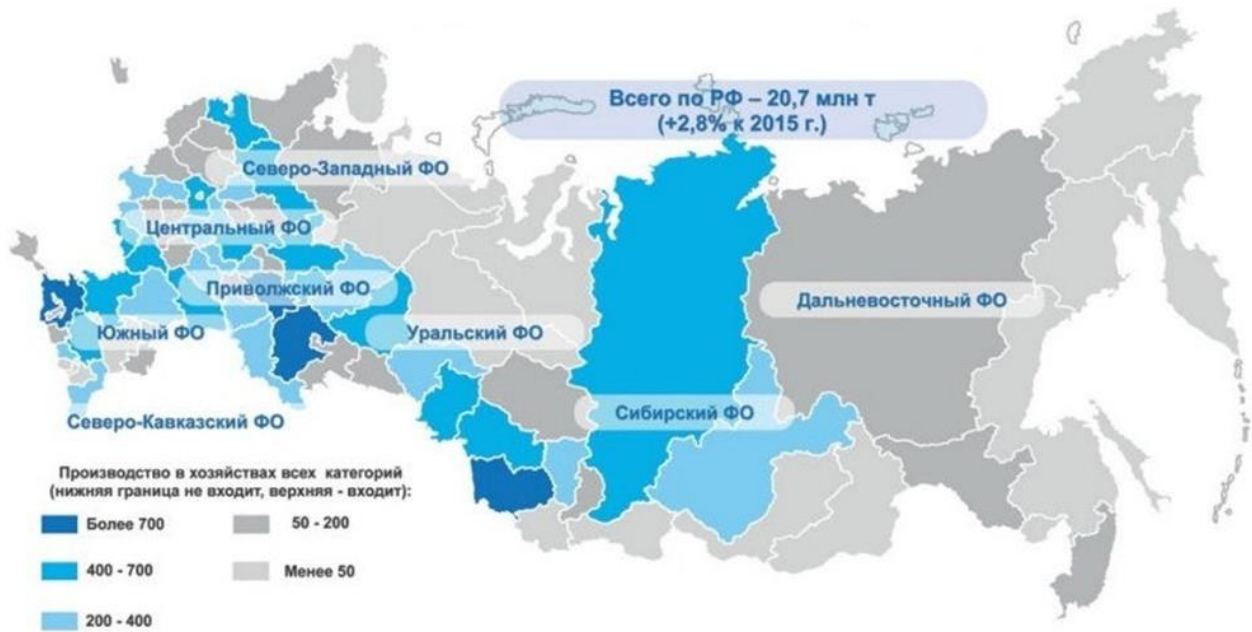 Всего по РФ – 20,7 млн т
(+2,8% к 2015 г.)
Северо-Западный ФО
Центральный ФО
Приволжский ФО
Дальневосточный ФО
Южный ФО
Уральский ФО
Сибирский ФО
Северо-Кавказский ФО
Производство в хозяйствах всех категорий
(нижняя граница не входит, верхняя - входит):
Более 700
50 - 200
400 - 700
Менее 50
200 - 400